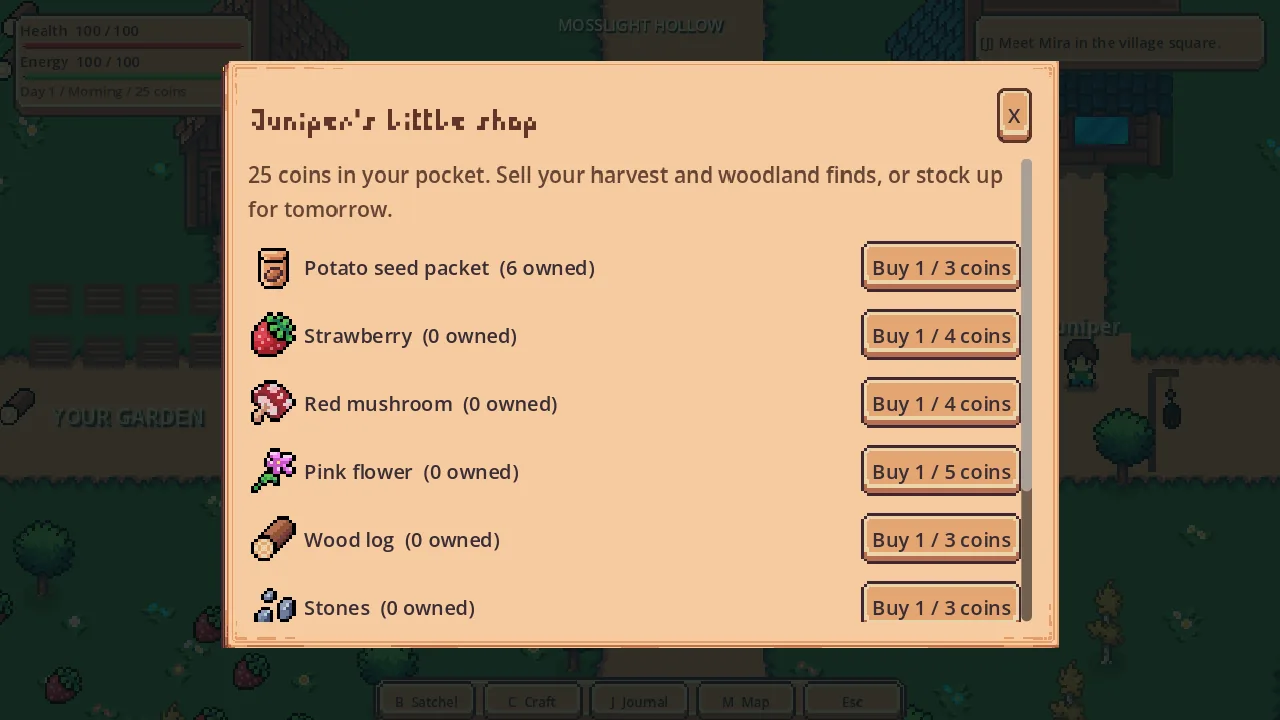 Health 100 / 100
Energy 100 / 100
Day 1 / Morning / 25 coins
MOSSLIGHT HOLLOW
[J] Meet Mira in the village square.
Juniper's little shop
X
25 coins in your pocket. Sell your harvest and woodland finds, or stock up
for tomorrow.
Potato seed packet (6 owned)
Buy 1 / 3 coins
Strawberry (0 owned)
Buy 1 / 4 coins
Red mushroom (0 owned)
Buy 1 / 4 coins
Pink flower (0 owned)
Buy 1 / 5 coins
Wood log (0 owned)
Buy 1 / 3 coins
Stones (0 owned)
Buy 1 / 3 coins
uniper
YOUR GARDEN
B Satchel
C Craft
J Journal
M Map
Esc